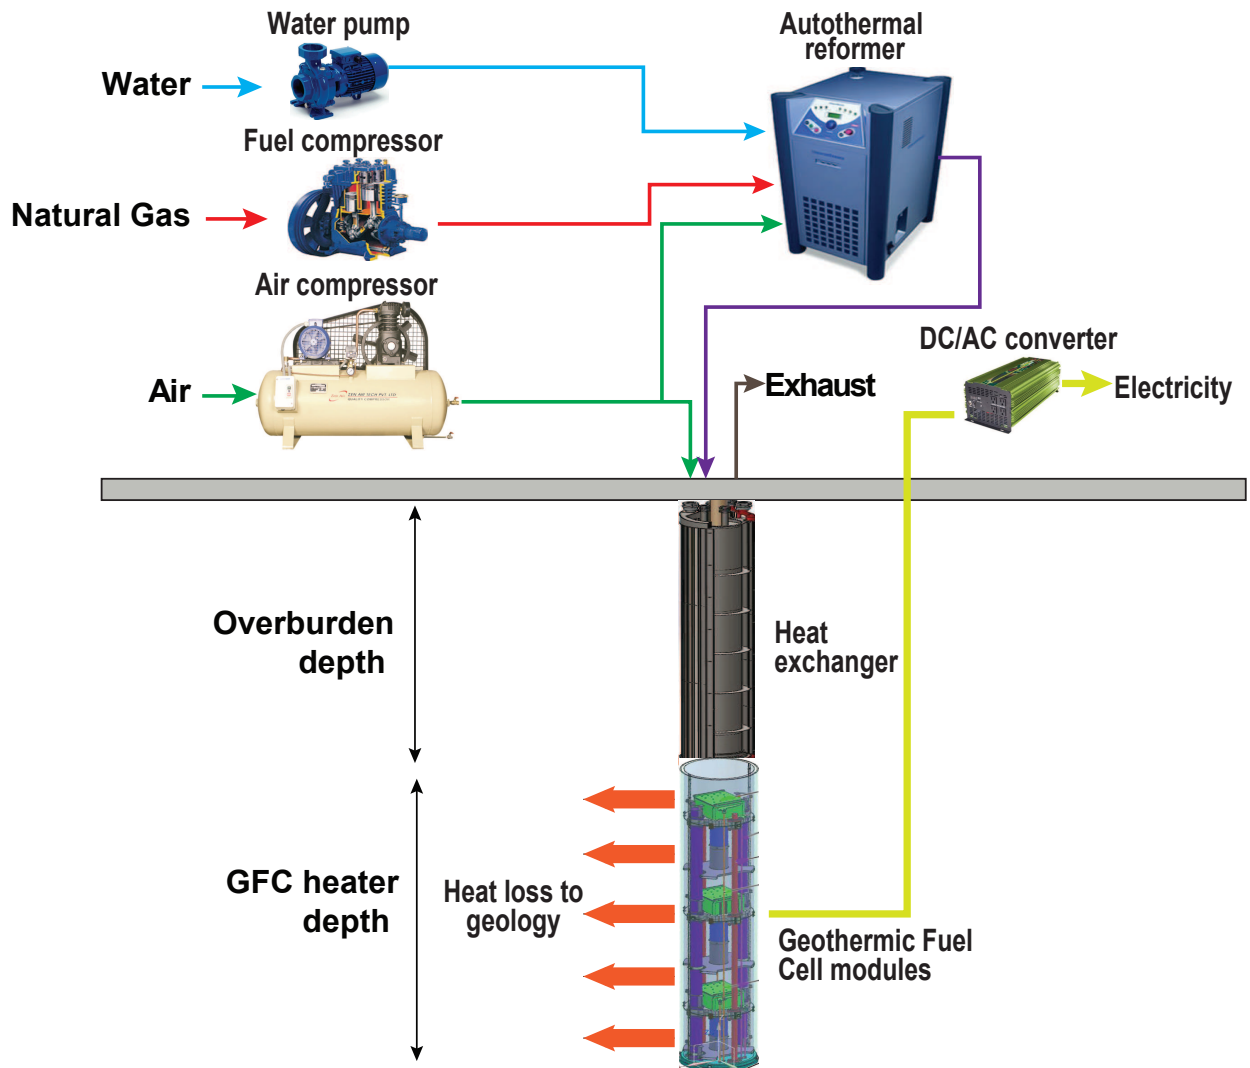 Water pump
Autothermal
reformer
Water
Fuel compressor
Natural Gas
Air compressor
DC/AC converter
Air
Exhaust
Electricity
Overburden
depth
Heat
exchanger
GFC heater
depth
Heat loss to
geology
Geothermic Fuel
Cell modules